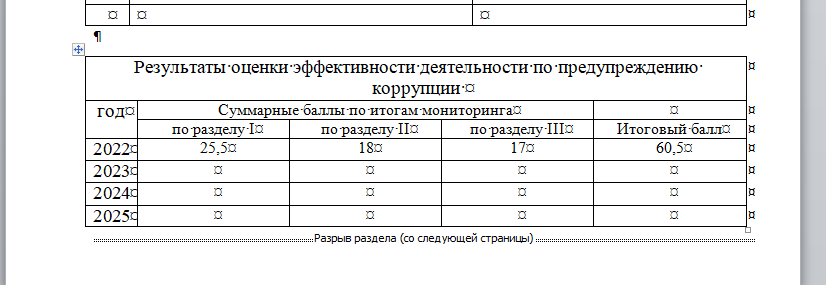 Результаты оценки эффективности деятельности по предупреждению
коррупции
год Суммарные баллы по итогам мониторинга
по разделу I по разделу II по разделу III Итоговый балл
2022 25,5 18 17 60,5
2023
2024
2025
Разрыв раздела (со следующей страницы)